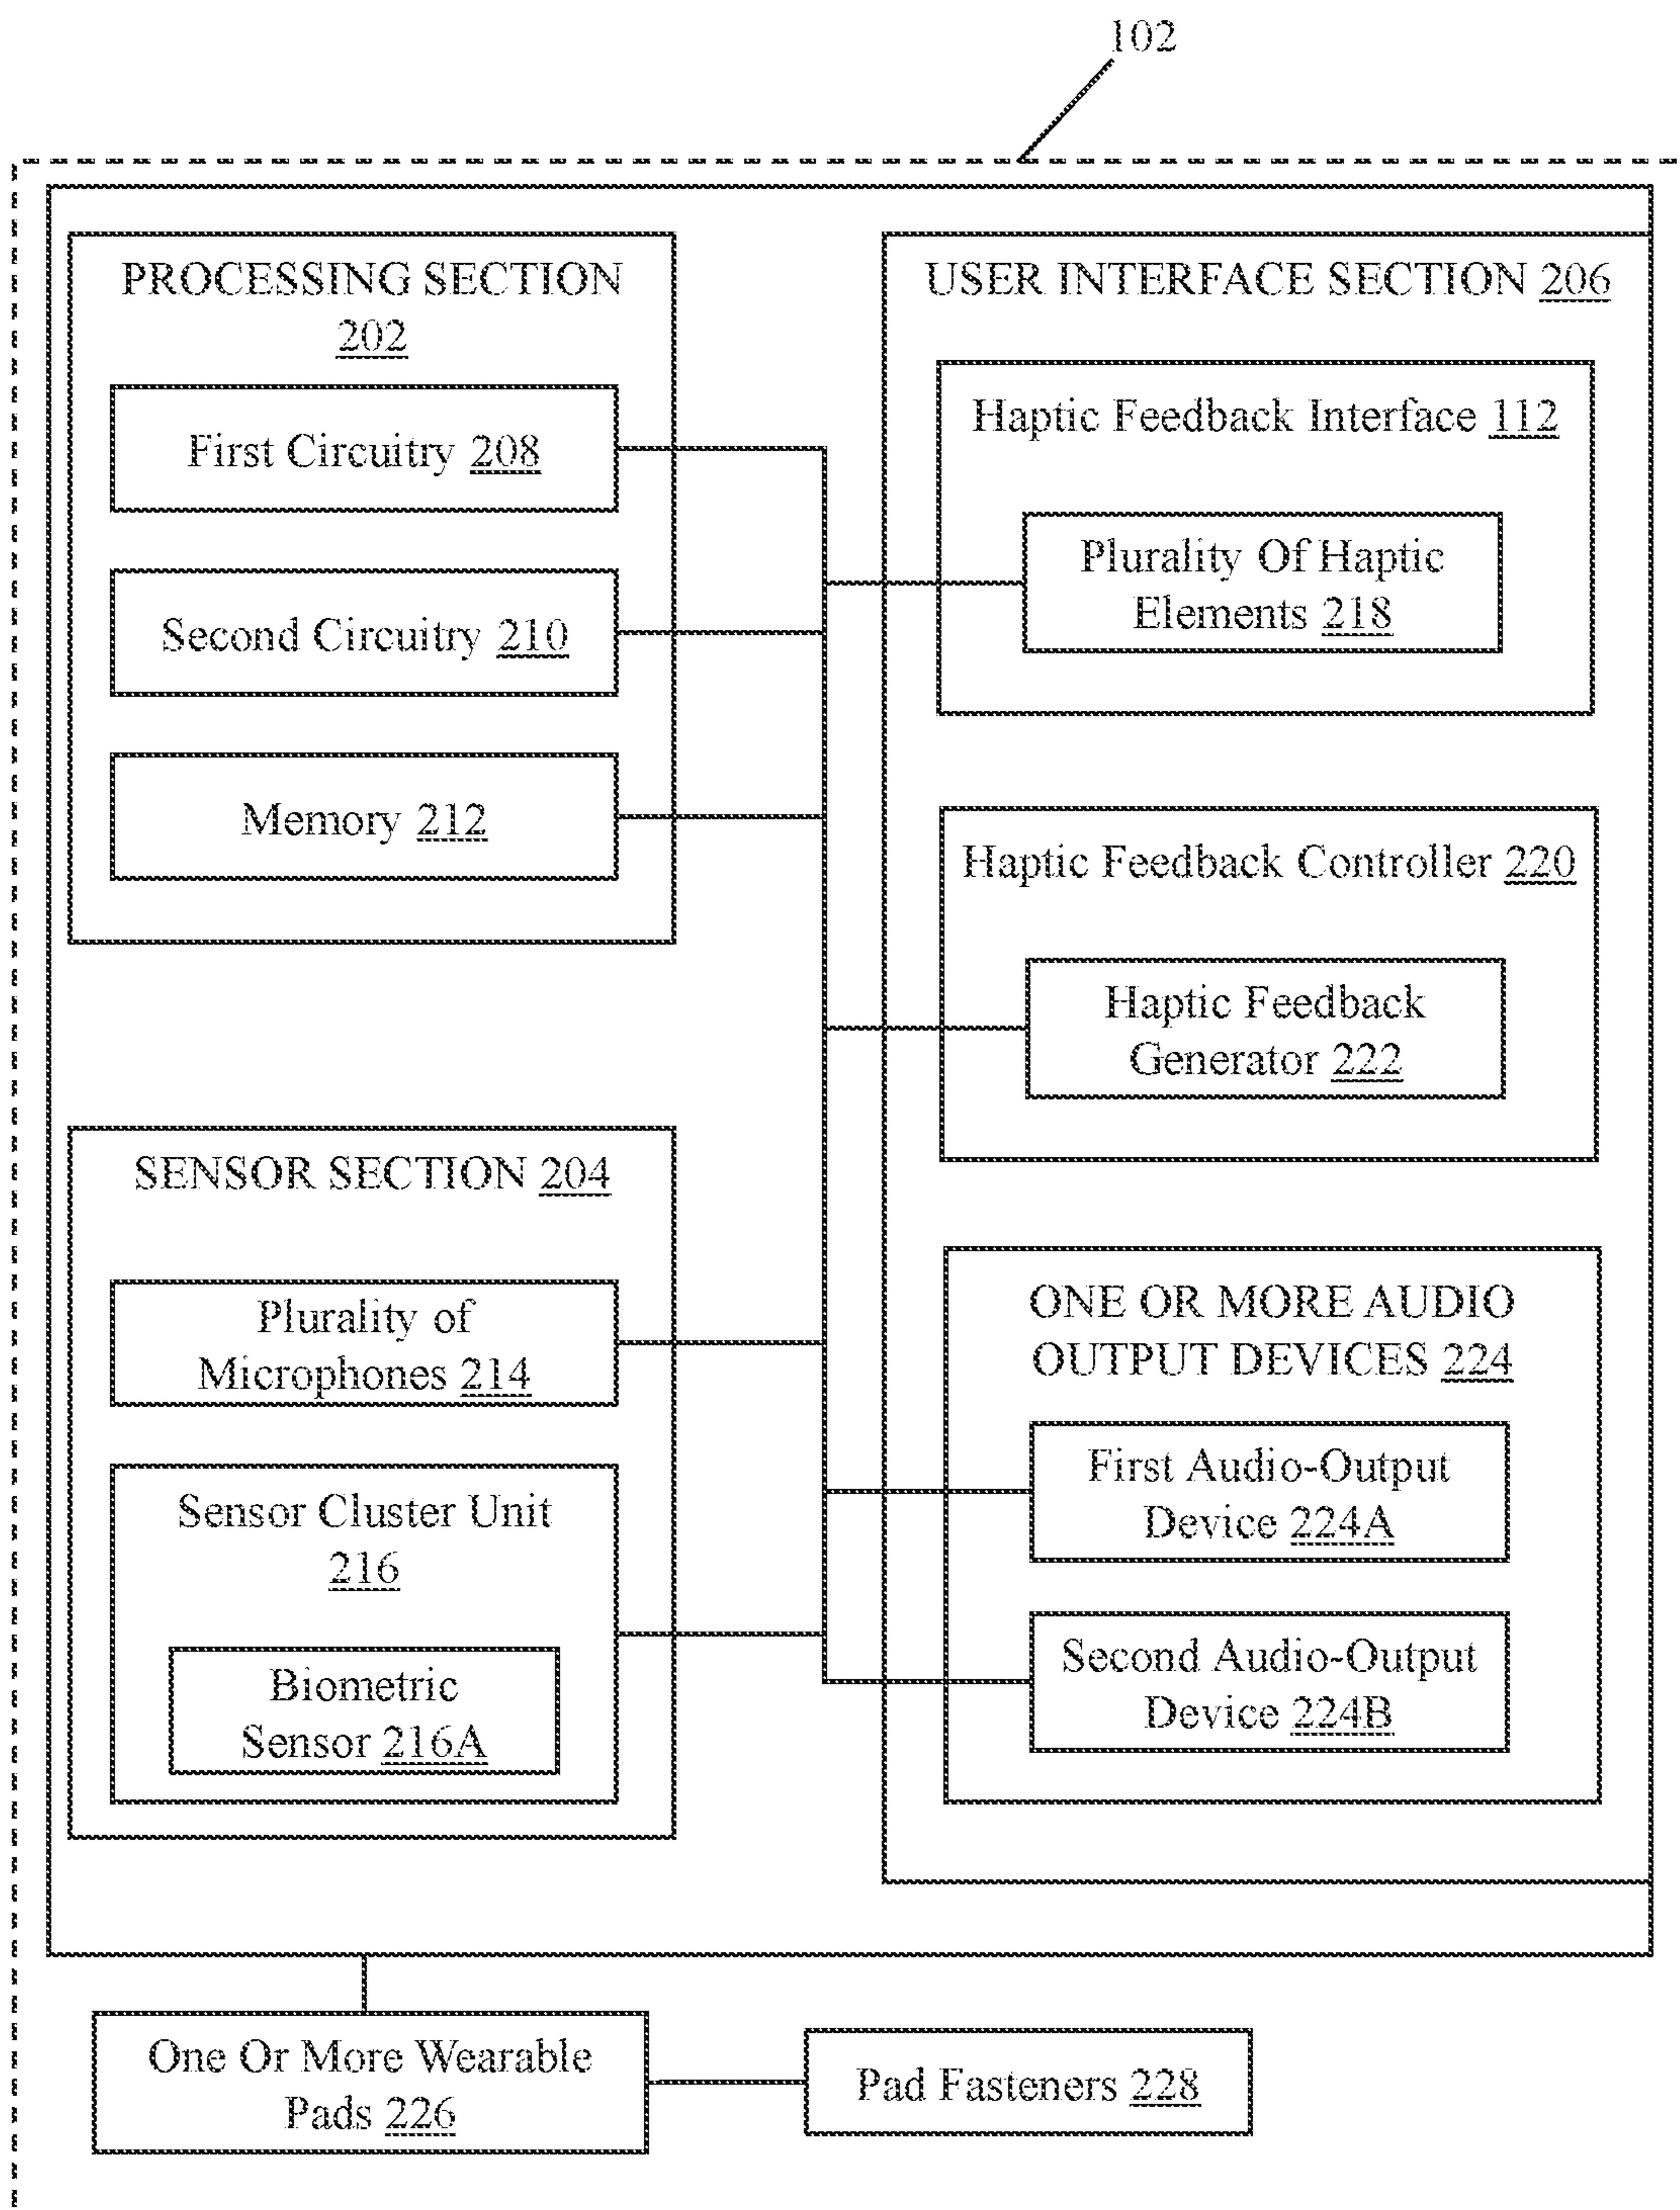 102
PROCESSING SECTION
202
First Circuitry 208
Second Circuitry 210
Memory 212
SENSOR SECTION 204
Plurality of
Microphones 214
Sensor Cluster Unit
216
Biometric
Sensor 216A
USER INTERFACE SECTION 206
Haptic Feedback Interface 112
Plurality Of Haptic
Elements 218
Haptic Feedback Controller 220
Haptic Feedback
Generator 222
ONE OR MORE AUDIO
OUTPUT DEVICES 224
First Audio-Output
Device 224A
Second Audio-Output
Device 224B
One Or More Wearable
Pads 226
Pad Fasteners 228